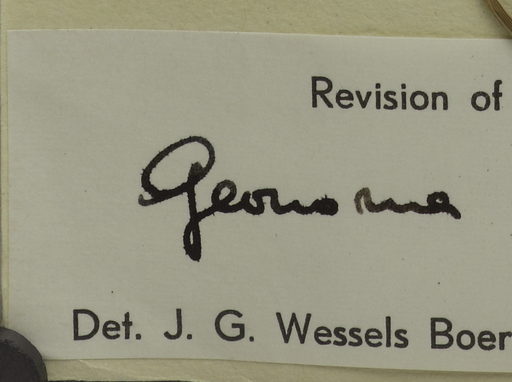 Revision of
Geonoma
Det. J. G. Wessels Boer